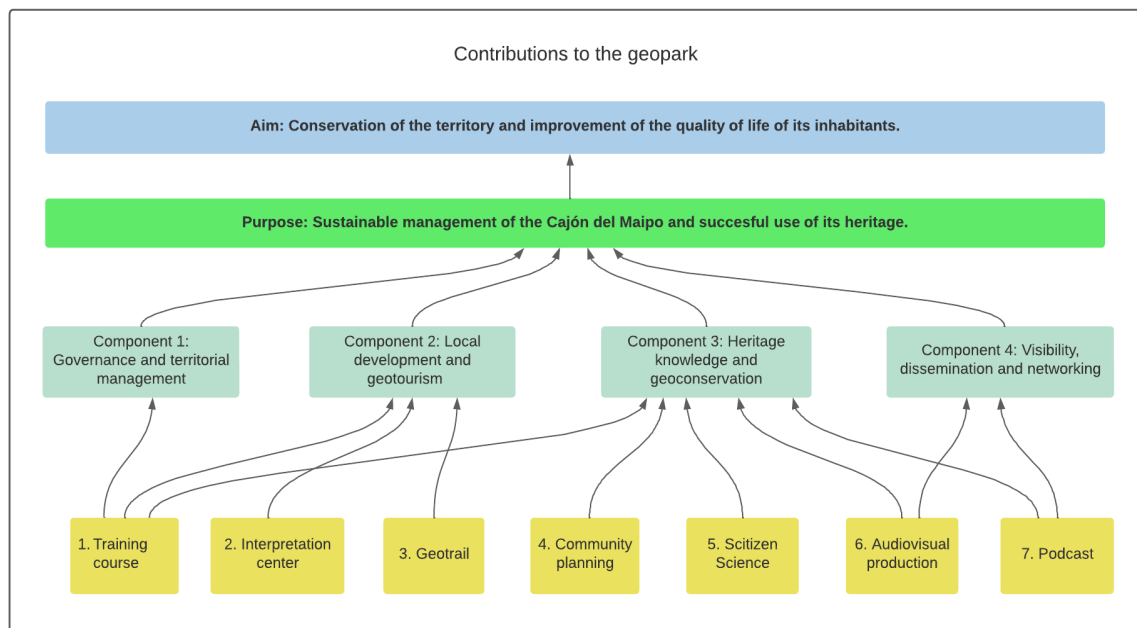 Contributions to the geopark
Aim: Conservation of the territory and improvement of the quality of life of its inhabitants.
Purpose: Sustainable management of the Cajón del Maipo and succesful use of its heritage.
Component 1:
Governance and territorial
management
Component 2: Local
development and
geotourism
Component 3: Heritage
knowledge and
geoconservation
Component 4: Visibility,
dissemination and networking
1. Training
course
2. Interpretation
center
3. Geotrail
4. Community
planning
5. Scitizen
Science
6. Audiovisual
production
7. Podcast